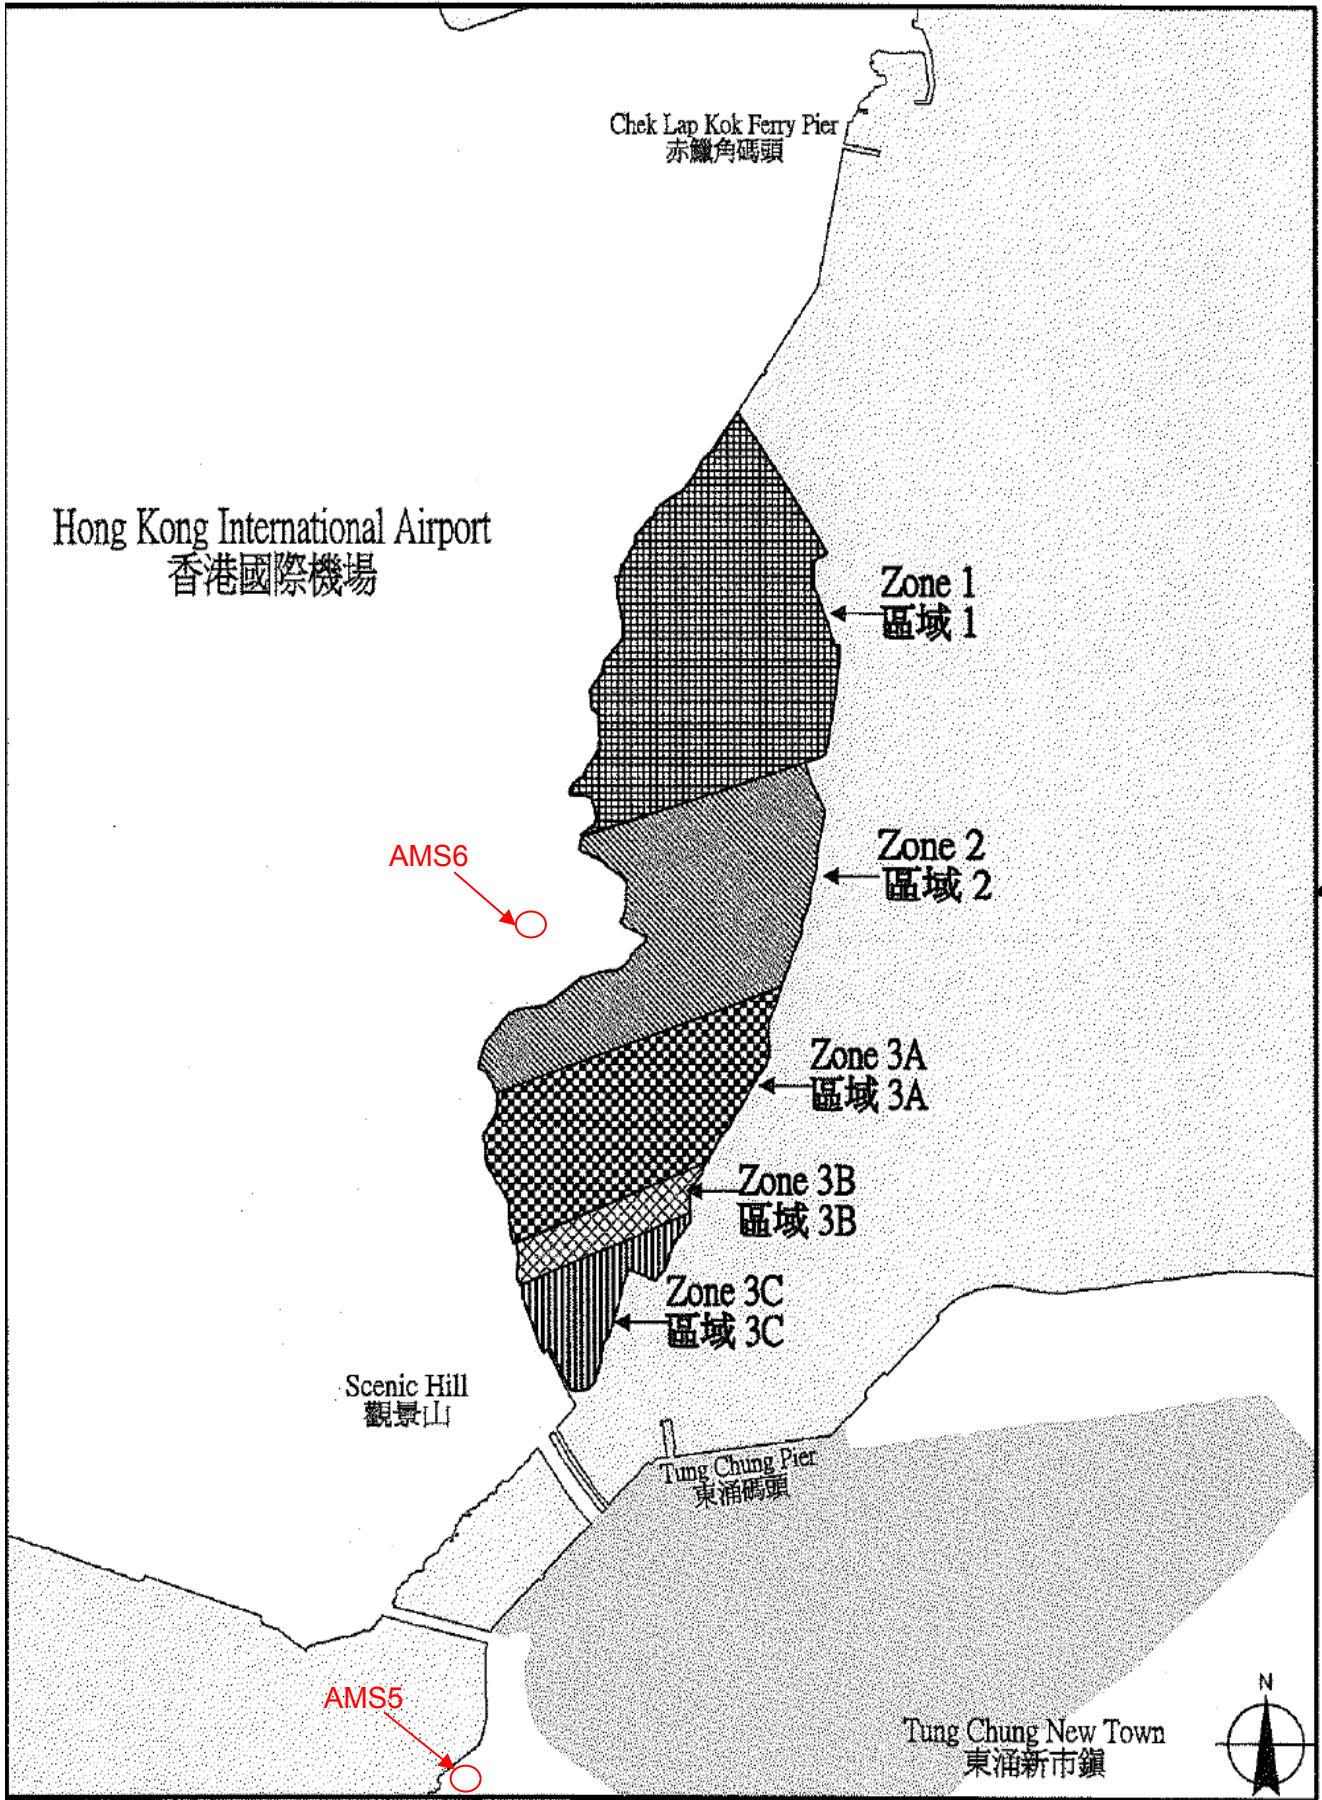 Chek Lap Kok Ferry Pier
赤鱲角碼頭
Hong Kong International Airport
香港國際機場
Zone 1
區域 1
AMS6
Zone 2
區域 2
Zone 3A
區域 3A
Zone 3B
區域 3B
Zone 3C
區域 3C
Scenic Hill
觀景山
Tung Chung Pier
東涌碼頭
AMS5
N
Tung Chung New Town
東涌新市鎮